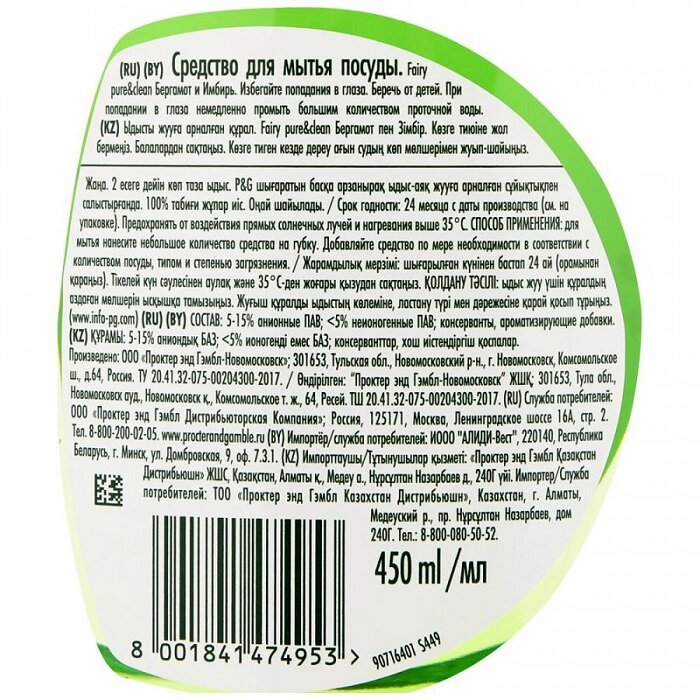 (RU) (BY) Средство для мытья посуды. Fairy
pure&clean Бергамот и Имбирь. Избегайте попадания в глаза. Беречь от детей. При
попадании в глаза немедленно промыть большим количеством проточной воды.
(KZ) Ыдысты жууға арналған құрал. Fairy pure&clean Бергамот пен Зімбір. Көзге тиюіне жол
бермеңіз. Балалардан сақтаңыз. Көзге тиген кезде дереу ағын судың көп мөлшерімен жуып-шайыңыз.
Жаңа. 2 есеге дейін көп таза ыдыс. P&G шығаратын басқа арзанырақ ыдыс-аяқ жууға арналған сұйықтықпен
салыстырғанда. 100% табиғи жұпар иіс. Оңай шайылады. / Срок годности: 24 месяца с даты производства (см. на
упаковке). Предохранять от воздействия прямых солнечных лучей и нагревания выше 35°С. СПОСОБ ПРИМЕНЕНИЯ: для
мытья нанесите небольшое количество средства на губку. Добавляйте средство по мере необходимости в соответствии с
количеством посуды, типом и степенью загрязнения. / Жарамдылық мерзімі: шығарылған күнінен бастап 24 ай (орамынан
қараңыз). Тікелей күн сәулесінен аулақ және 35°С-ден жоғары қызудан сақтаңыз. ҚОЛДАНУ ТӘСІЛІ: ыдыс жуу үшін құралдың
аздаған мөлшерін ысқышқа тамызыңыз. Жуғыш құралды ыдыстың көлеміне, ластану түрі мен дәрежесіне қарай қосып тұрыңыз.
(www.info-pg.com) (RU) (BY) СОСТАВ: 5-15% анионные ПАВ; <5% неионогенные ПАВ; консерванты, ароматизирующие добавки.
(KZ) ҚҰРАМЫ: 5-15% аниондық БАЗ; <5% ионогенді емес БАЗ; консерванттар, хош иістендіргіш қоспалар.
Произведено: ООО «Проктер энд Гэмбл-Новомосковск»; 301653, Тульская обл., Новомосковский р-н, г. Новомосковск, Комсомольское
ш., д.64, Россия. ТУ 20.41.32-075-00204300-2017. / Өндірілген: "Проктер энд Гэмбл-Новомосковск" ЖШҚ; 301653, Тула обл.,
Новомосковск ауд., Новомосковск қ., Комсомольское т. ж., 64, Ресей. ТШ 20.41.32-075-00204300-2017. (RU) Служба потребителей:
ООО «Проктер энд Гэмбл Дистрибьюторская Компания»; Россия, 125171, Москва, Ленинградское шоссе 16А, стр. 2.
Тел. 8-800-200-02-05. www.procterandgamble.ru (BY) Импортёр/служба потребителей: ИООО "АЛИДИ-Вест", 220140, Республика
Беларусь, г. Минск, ул. Домбровская, 9, оф. 7.3.1. (KZ) Импорттаушы/Тұтынушылар қызметі: «Проктер энд Гэмбл Қазақстан
Дистрибьюшн» ЖШС, Қазақстан, Алматы қ., Медеу а., Нұрсұлтан Назарбаев д., 240Г үйі. Импортер/Служба
потребителей: ТОО «Проктер энд Гэмбл Казахстан Дистрибьюшн», Казахстан, г. Алматы,
Медеуский р., пр. Нұрсұлтан Назарбаев, дом
240Г. Тел.: 8-800-080-50-52.
450 ml/мл
8 001841 474953 >
90716401 S449